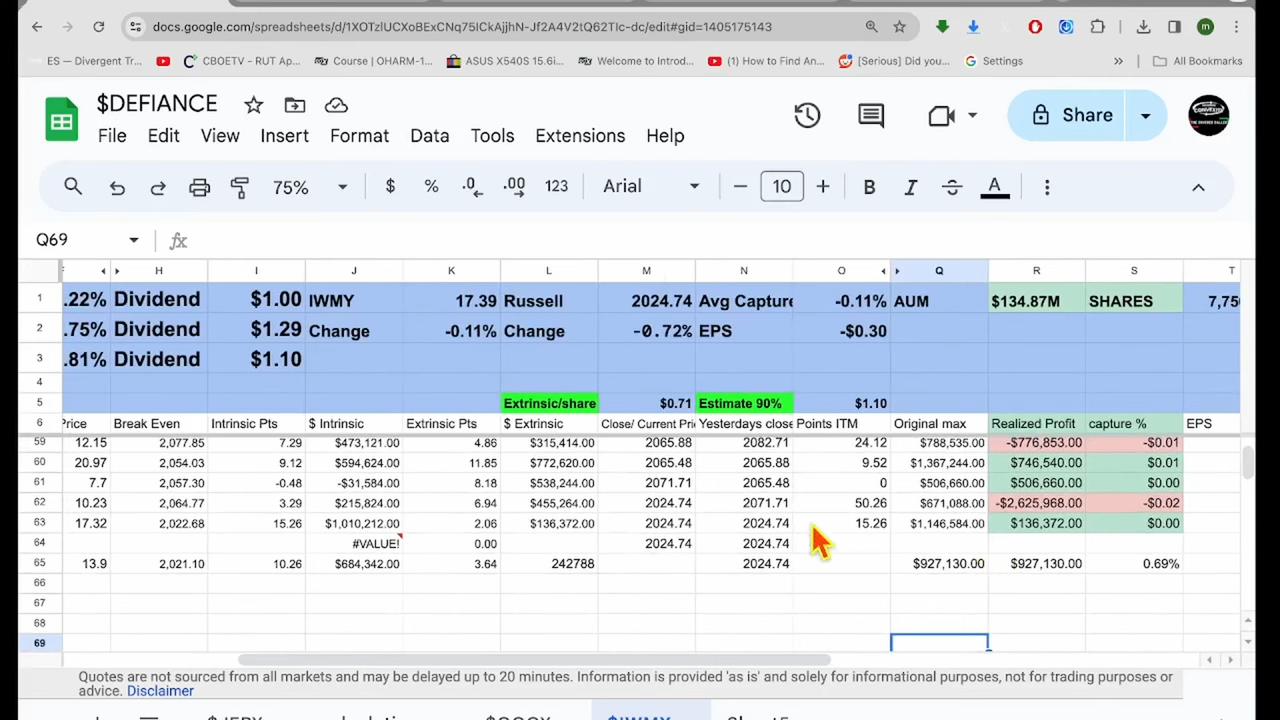 docs.google.com/spreadsheets/d/1XOTzlUCXoBExCNq75ICkAjjhN-Jf2A4V2tQ62TIc-dc/edit#gid=1405175143
ES — Divergent Tr... CBOETV – RUT Ap... Course | OHARM-1... ASUS X540S 15.6i... Welcome to Introd... (1) How to Find An... [Serious] Did you... Settings » All Bookmarks
$DEFIANCE
File Edit View Insert Format Data Tools Extensions Help
Share
75% $ % .0 .00 123 Arial 10 B I S A
Q69 fx
H I J K L M N O Q R S T
1 .22% Dividend $1.00 IWMY 17.39 Russell 2024.74 Avg Capture -0.11% AUM $134.87M SHARES 7,750
2 .75% Dividend $1.29 Change -0.11% Change -0.72% EPS -$0.30
3 .81% Dividend $1.10
4
5 Extrinsic/share $0.71 Estimate 90% $1.10
6 Price Break Even Intrinsic Pts $ Intrinsic Extrinsic Pts $ Extrinsic Close/ Current Pri Yesterdays close Points ITM Original max Realized Profit capture % EPS
59 12.15 2,077.85 7.29 $473,121.00 4.86 $315,414.00 2065.88 2082.71 24.12 $788,535.00 -$776,853.00 -$0.01
60 20.97 2,054.03 9.12 $594,624.00 11.85 $772,620.00 2065.48 2065.88 9.52 $1,367,244.00 $746,540.00 $0.01
61 7.7 2,057.30 -0.48 -$31,584.00 8.18 $538,244.00 2071.71 2065.48 0 $506,660.00 $506,660.00 $0.00
62 10.23 2,064.77 3.29 $215,824.00 6.94 $455,264.00 2024.74 2071.71 50.26 $671,088.00 -$2,625,968.00 -$0.02
63 17.32 2,022.68 15.26 $1,010,212.00 2.06 $136,372.00 2024.74 2024.74 15.26 $1,146,584.00 $136,372.00 $0.00
64 #VALUE! 0.00 2024.74 2024.74
65 13.9 2,021.10 10.26 $684,342.00 3.64 242788 2024.74 $927,130.00 $927,130.00 0.69%
66
67
68
69
Quotes are not sourced from all markets and may be delayed up to 20 minutes. Information is provided 'as is' and solely for informational purposes, not for trading purposes or
advice. Disclaimer
$IWMY